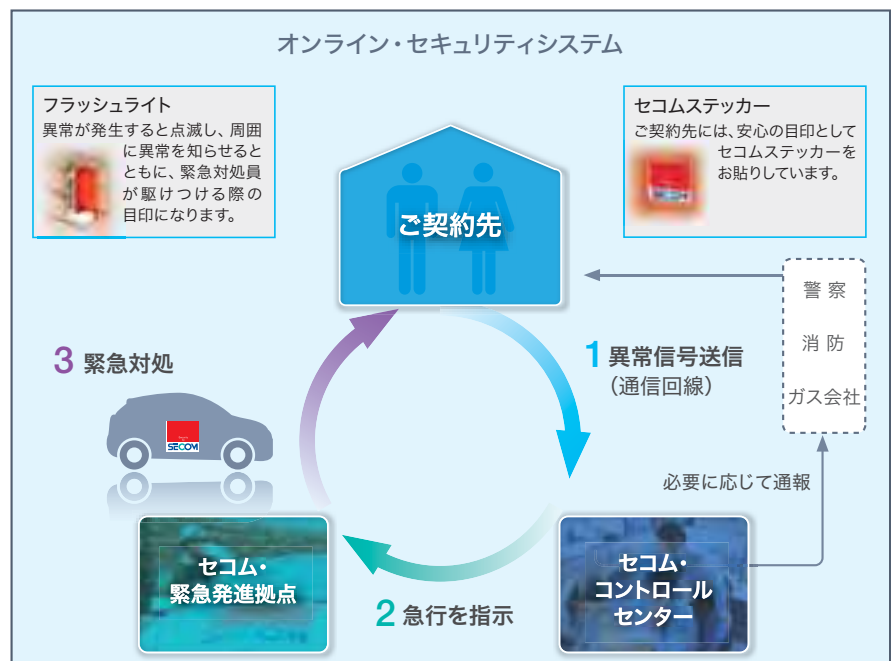 オンライン・セキュリティシステム
フラッシュライト
異常が発生すると点滅し、周囲
に異常を知らせると
ともに、緊急対処員
が駆けつける際の
目印になります。
セコムステッカー
ご契約先には、安心の目印として
セコムステッカーを
お貼りしています。
ご契約先
警察
消防
ガス会社
1 異常信号送信
（通信回線）
3 緊急対処
SECOM
必要に応じて通報
セコム・
緊急発進拠点
セコム・
コントロール
センター
2 急行を指示